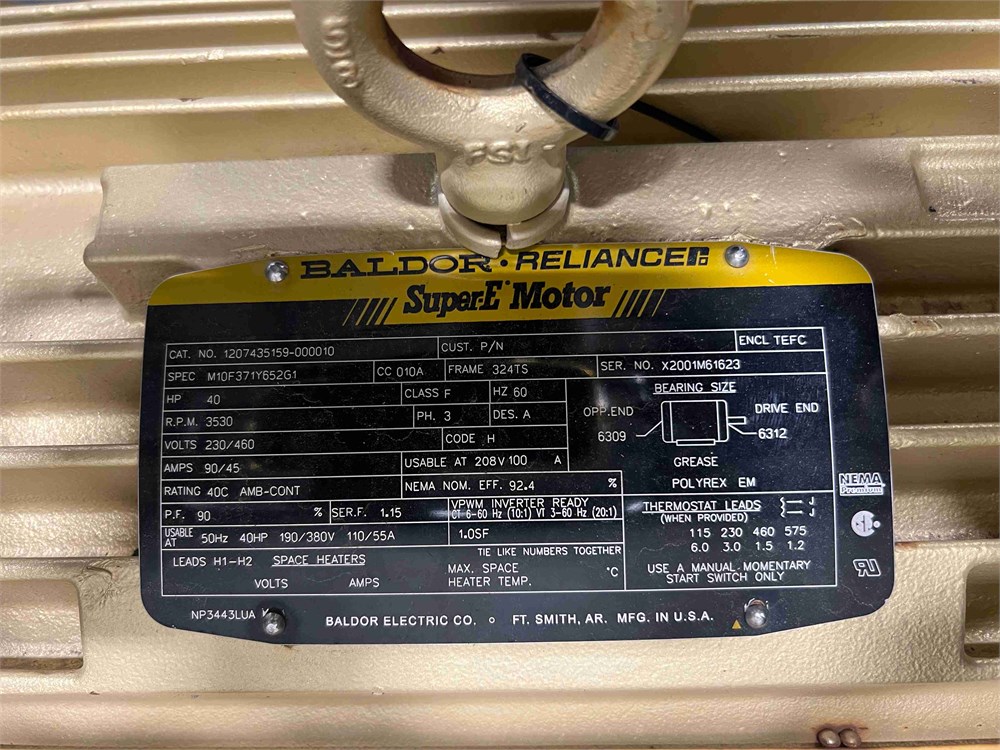 PSI
BALDOR • RELIANCE
Super-E Motor
CAT. NO. 1207435159-000010 CUST. P/N ENCL TEFC
SPEC M10F371Y652G1 CC 010A FRAME 324TS SER. NO. X2001M61623
HP 40 CLASS F HZ 60
R.P.M. 3530 PH. 3 DES. A
VOLTS 230/460 CODE H
AMPS 90/45 USABLE AT 208V 100 A
RATING 40C AMB-CONT NEMA NOM. EFF. 92.4 %
P.F. 90 % SER.F. 1.15 VPWM INVERTER READY
CT 6-60 Hz (10:1) VT 3-60 Hz (20:1)
USABLE AT 50Hz 40HP 190/380V 110/55A 1.0SF
LEADS H1-H2 SPACE HEATERS TIE LIKE NUMBERS TOGETHER
VOLTS AMPS MAX. SPACE HEATER TEMP. °C
BEARING SIZE
OPP.END DRIVE END
6309 6312
GREASE
POLYREX EM
THERMOSTAT LEADS J
(WHEN PROVIDED) J
115 230 460 575
6.0 3.0 1.5 1.2
USE A MANUAL-MOMENTARY
START SWITCH ONLY
NEMA
Premium
NP3443LUA
BALDOR ELECTRIC CO. FT. SMITH, AR. MFG. IN U.S.A.